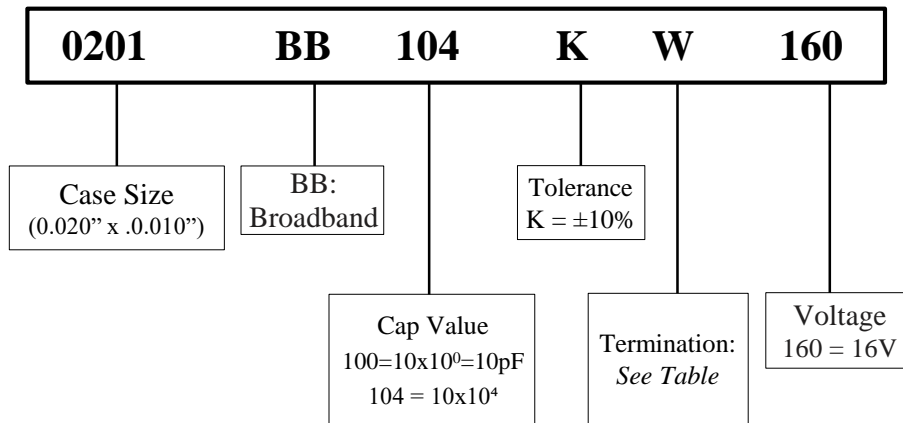 0201 BB 104 K W 160
Case Size
(0.020” x .0.010”)
BB:
Broadband
Tolerance
K = ±10%
Cap Value
100=10x10⁰=10pF
104 = 10x10⁴
Termination:
See Table
Voltage
160 = 16V